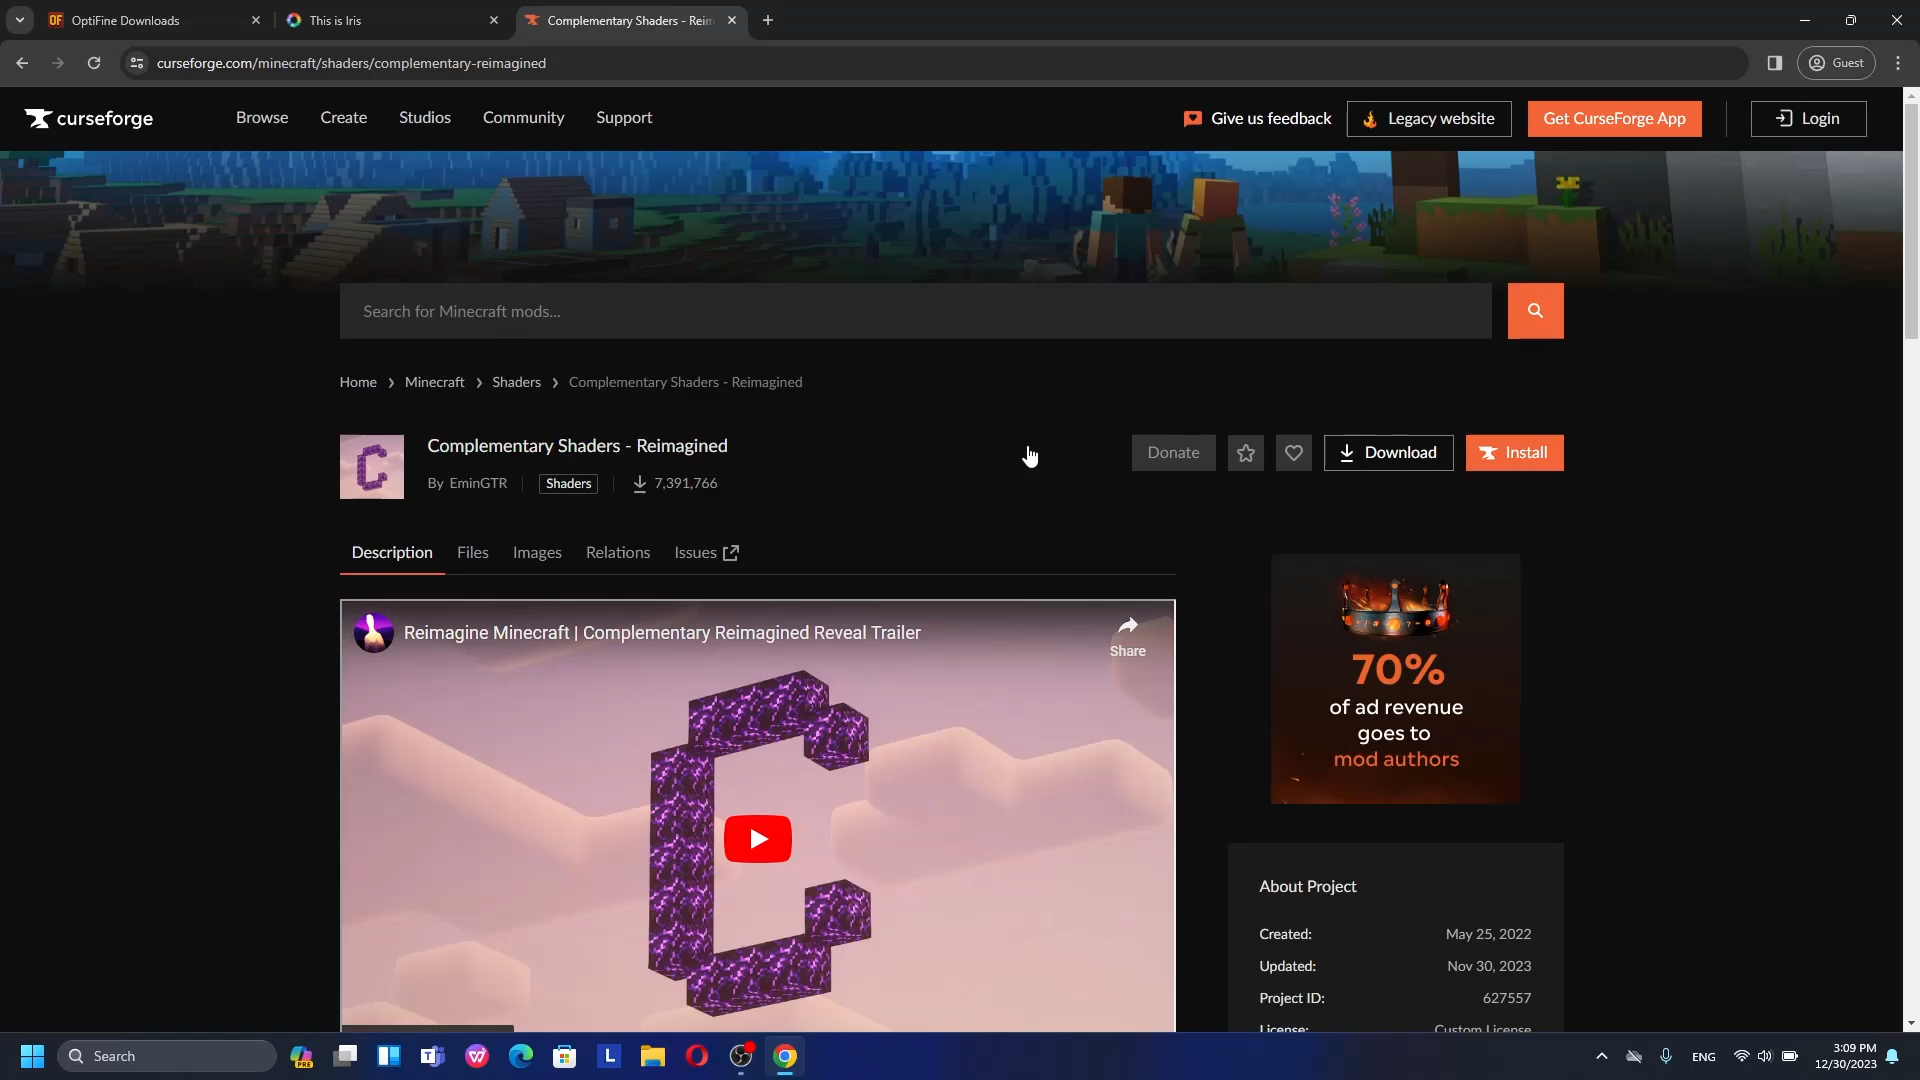 OptiFine Downloads
This is Iris
Complementary Shaders - Reim
curseforge.com/minecraft/shaders/complementary-reimagined
Guest
curseforge
Browse
Create
Studios
Community
Support
Give us feedback
Legacy website
Get CurseForge App
Login
Search for Minecraft mods...
Home > Minecraft > Shaders > Complementary Shaders - Reimagined
Complementary Shaders - Reimagined
Donate
Download
Install
By EminGTR
Shaders
7,391,766
Description
Files
Images
Relations
Issues
Reimagine Minecraft | Complementary Reimagined Reveal Trailer
Share
70%
of ad revenue
goes to
mod authors
About Project
Created: May 25, 2022
Updated: Nov 30, 2023
Project ID: 627557
License: Custom License
Search
PRE
ENG
3:09 PM
12/30/2023